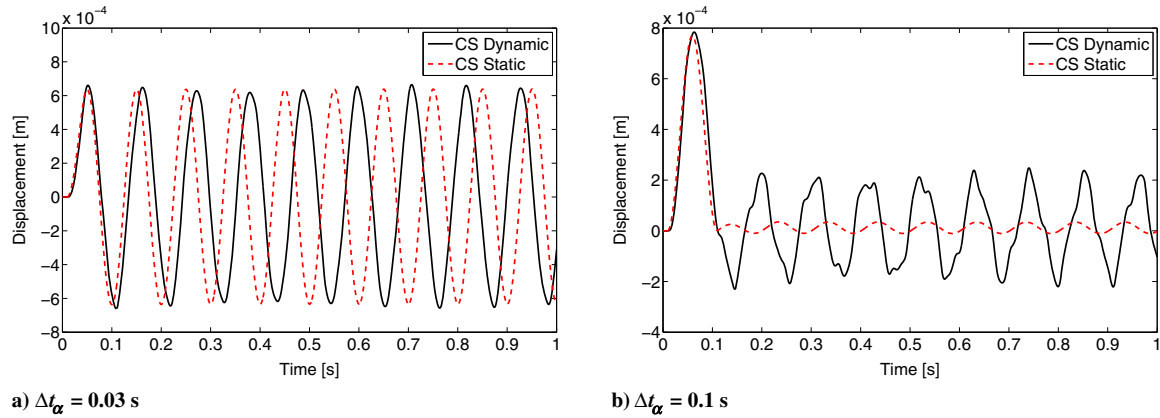 10 x 10⁻⁴
8
6
4
2
0
−2
−4
−6
−8
Displacement [m]
0 0.1 0.2 0.3 0.4 0.5 0.6 0.7 0.8 0.9 1
Time [s]
CS Dynamic
CS Static
a) Δtα = 0.03 s
8 x 10⁻⁴
6
4
2
0
−2
−4
Displacement [m]
0 0.1 0.2 0.3 0.4 0.5 0.6 0.7 0.8 0.9 1
Time [s]
CS Dynamic
CS Static
b) Δtα = 0.1 s